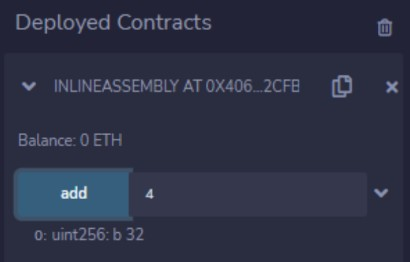 Deployed Contracts
INLINEASSEMBLY AT 0X406...2CFB
Balance: 0 ETH
add 4
0: uint256: b 32